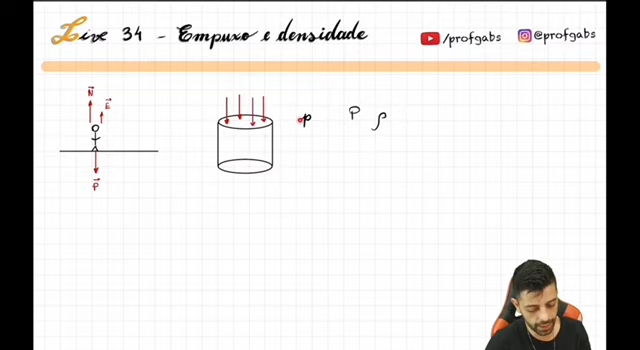 Live 34 - Empuxo e densidade
/profgabs
@profgabs
N
E
P
p
P
ρ